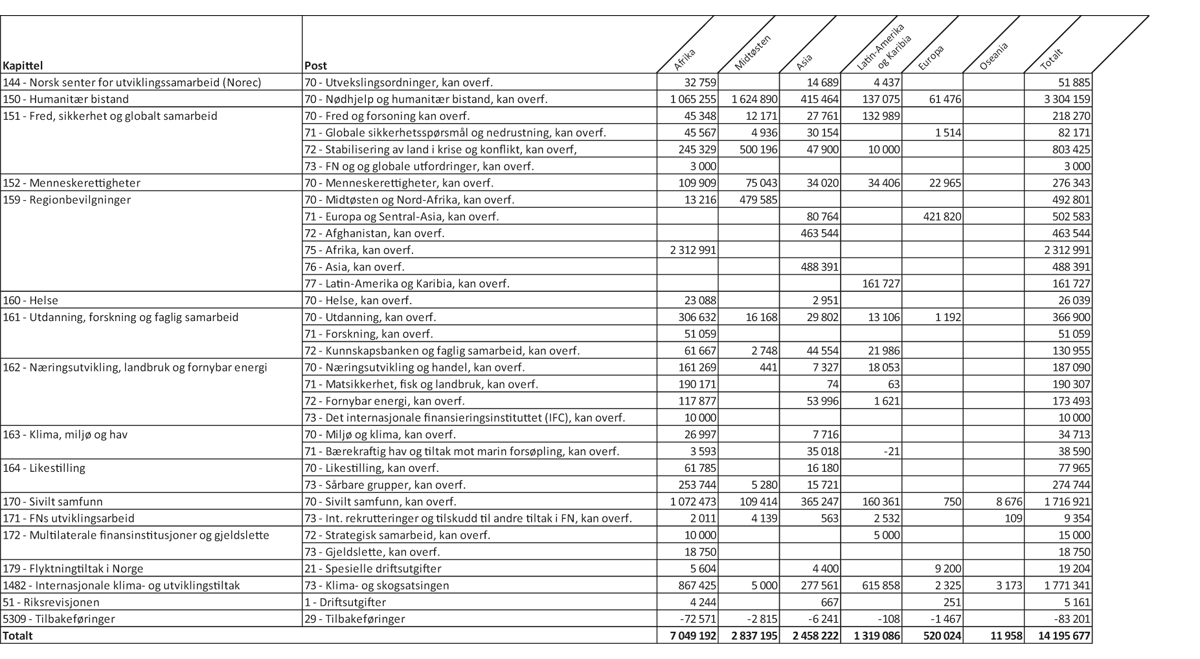 Kapittel Post Afrika Midtøsten Asia Latin-Amerika og Karibia Europa Oseania Totalt
144 - Norsk senter for utviklingssamarbeid (Norec) 70 - Utvekslingsordninger, kan overf. 32 759 14 689 4 437 51 885
150 - Humanitær bistand 70 - Nødhjelp og humanitær bistand, kan overf. 1 065 255 1 624 890 415 464 137 075 61 476 3 304 159
151 - Fred, sikkerhet og globalt samarbeid 70 - Fred og forsoning kan overf. 45 348 12 171 27 761 132 989 218 270
71 - Globale sikkerhetsspørsmål og nedrustning, kan overf. 45 567 4 936 30 154 1 514 82 171
72 - Stabilisering av land i krise og konflikt, kan overf, 245 329 500 196 47 900 10 000 803 425
73 - FN og og globale utfordringer, kan overf. 3 000 3 000
152 - Menneskerettigheter 70 - Menneskerettigheter, kan overf. 109 909 75 043 34 020 34 406 22 965 276 343
159 - Regionbevilgninger 70 - Midtøsten og Nord-Afrika, kan overf. 13 216 479 585 492 801
71 - Europa og Sentral-Asia, kan overf. 80 764 421 820 502 583
72 - Afghanistan, kan overf. 463 544 463 544
75 - Afrika, kan overf. 2 312 991 2 312 991
76 - Asia, kan overf. 488 391 488 391
77 - Latin-Amerika og Karibia, kan overf. 161 727 161 727
160 - Helse 70 - Helse, kan overf. 23 088 2 951 26 039
161 - Utdanning, forskning og faglig samarbeid 70 - Utdanning, kan overf. 306 632 16 168 29 802 13 106 1 192 366 900
71 - Forskning, kan overf. 51 059 51 059
72 - Kunnskapsbanken og faglig samarbeid, kan overf. 61 667 2 748 44 554 21 986 130 955
162 - Næringsutvikling, landbruk og fornybar energi 70 - Næringsutvikling og handel, kan overf. 161 269 441 7 327 18 053 187 090
71 - Matsikkerhet, fisk og landbruk, kan overf. 190 171 74 63 190 307
72 - Fornybar energi, kan overf. 117 877 53 996 1 621 173 493
73 - Det internasjonale finansieringsinstituttet (IFC), kan overf. 10 000 10 000
163 - Klima, miljø og hav 70 - Miljø og klima, kan overf. 26 997 7 716 34 713
71 - Bærekraftig hav og tiltak mot marin forsøpling, kan overf. 3 593 35 018 -21 38 590
164 - Likestilling 70 - Likestilling, kan overf. 61 785 16 180 77 965
73 - Sårbare grupper, kan overf. 253 744 5 280 15 721 274 744
170 - Sivilt samfunn 70 - Sivilt samfunn, kan overf. 1 072 473 109 414 365 247 160 361 750 8 676 1 716 921
171 - FNs utviklingsarbeid 73 - Int. rekrutteringer og tilskudd til andre tiltak i FN, kan overf. 2 011 4 139 563 2 532 109 9 354
172 - Multilaterale finansinstitusjoner og gjeldslette 72 - Strategisk samarbeid, kan overf. 10 000 5 000 15 000
73 - Gjeldslette, kan overf. 18 750 18 750
179 - Flyktningtiltak i Norge 21 - Spesielle driftsutgifter 5 604 4 400 9 200 19 204
1482 - Internasjonale klima- og utviklingstiltak 73 - Klima- og skogsatsingen 867 425 5 000 277 561 615 858 2 325 3 173 1 771 341
51 - Riksrevisjonen 1 - Driftsutgifter 4 244 667 251 5 161
5309 - Tilbakeføringer 29 - Tilbakeføringer -72 571 -2 815 -6 241 -108 -1 467 -83 201
Totalt 7 049 192 2 837 195 2 458 222 1 319 086 520 024 11 958 14 195 677